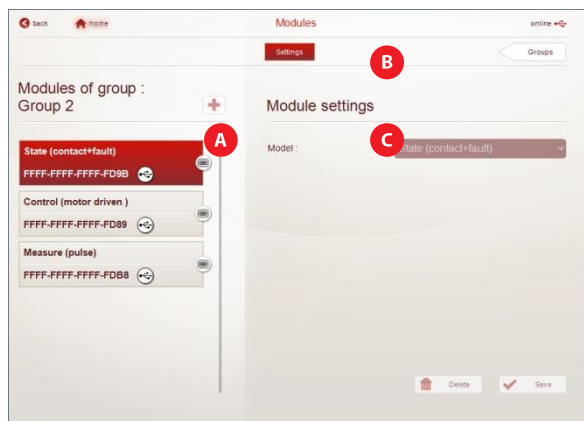 back
home
Modules
online
Settings
B
Groups
Modules of group :
Group 2
Module settings
A
State (contact+fault)
FFFF-FFFF-FFFF-FD9B
Model :
C
State (contact+fault)
Control (motor driven )
FFFF-FFFF-FFFF-FD89
Measure (pulse)
FFFF-FFFF-FFFF-FDB8
Delete
Save